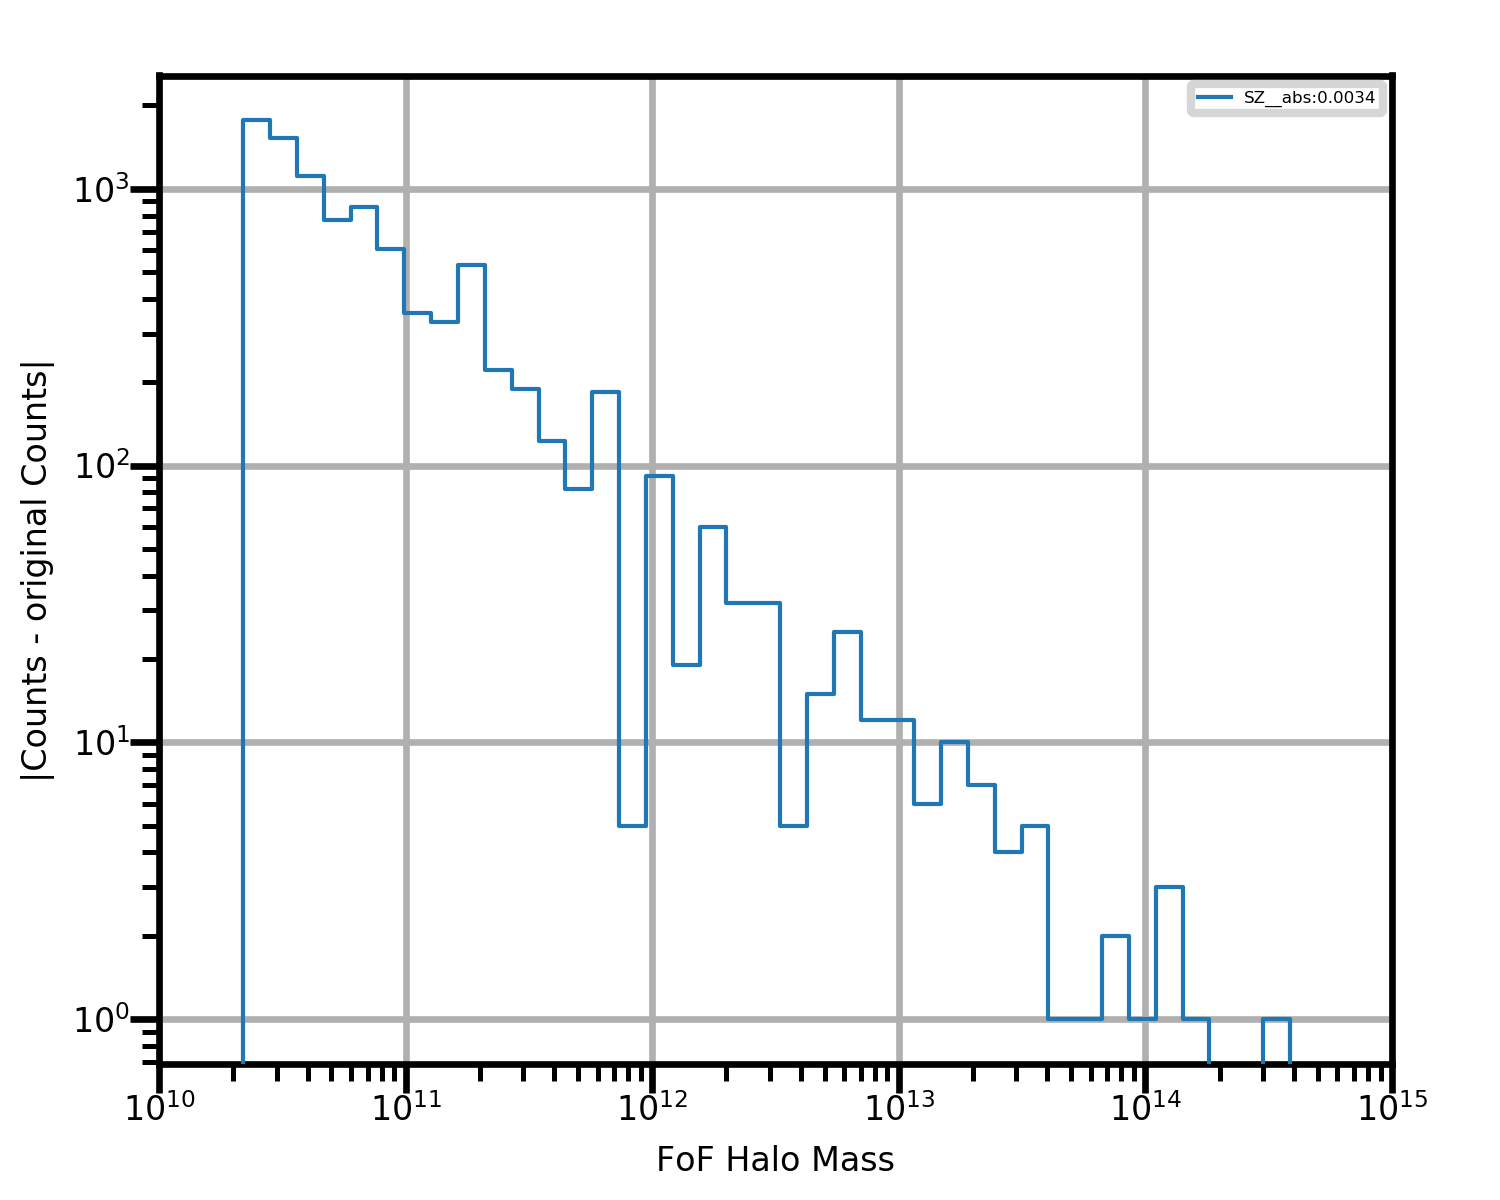 SZ__abs:0.0034
|Counts - original Counts|
10³
10²
10¹
10⁰
10¹⁰ 10¹¹ 10¹² 10¹³ 10¹⁴ 10¹⁵
FoF Halo Mass